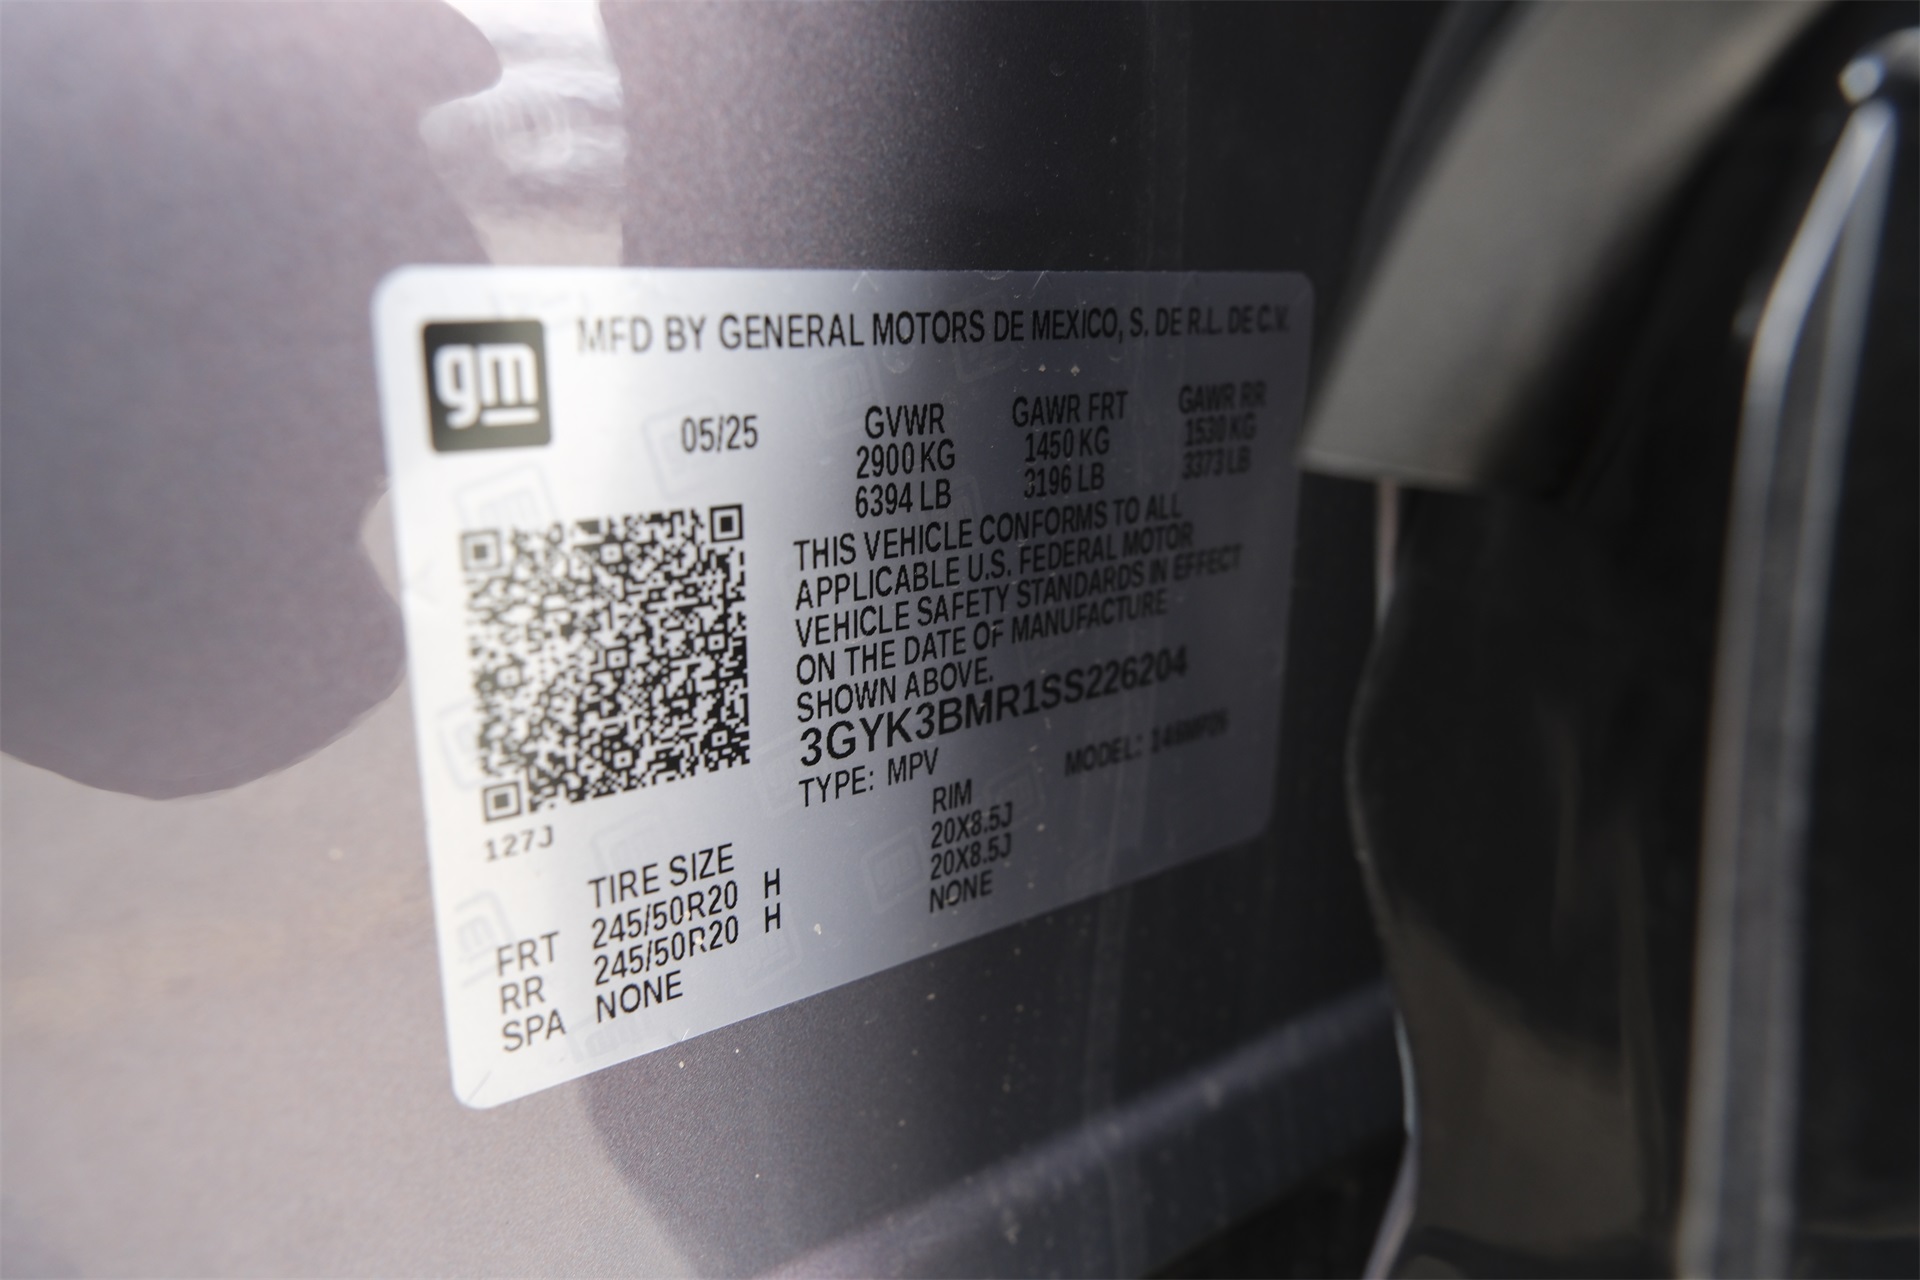 gm
MFD BY GENERAL MOTORS DE MEXICO, S. DE R.L. DE C.V.
05/25
GVWR
2900 KG
6394 LB
GAWR FRT
1450 KG
3196 LB
GAWR RR
1530 KG
3373 LB
THIS VEHICLE CONFORMS TO ALL
APPLICABLE U.S. FEDERAL MOTOR
VEHICLE SAFETY STANDARDS IN EFFECT
ON THE DATE OF MANUFACTURE
SHOWN ABOVE.
3GYK3BMR1SS226204
TYPE: MPV MODEL:
127J
TIRE SIZE RIM
FRT 245/50R20 H 20X8.5J
RR 245/50R20 H 20X8.5J
SPA NONE NONE